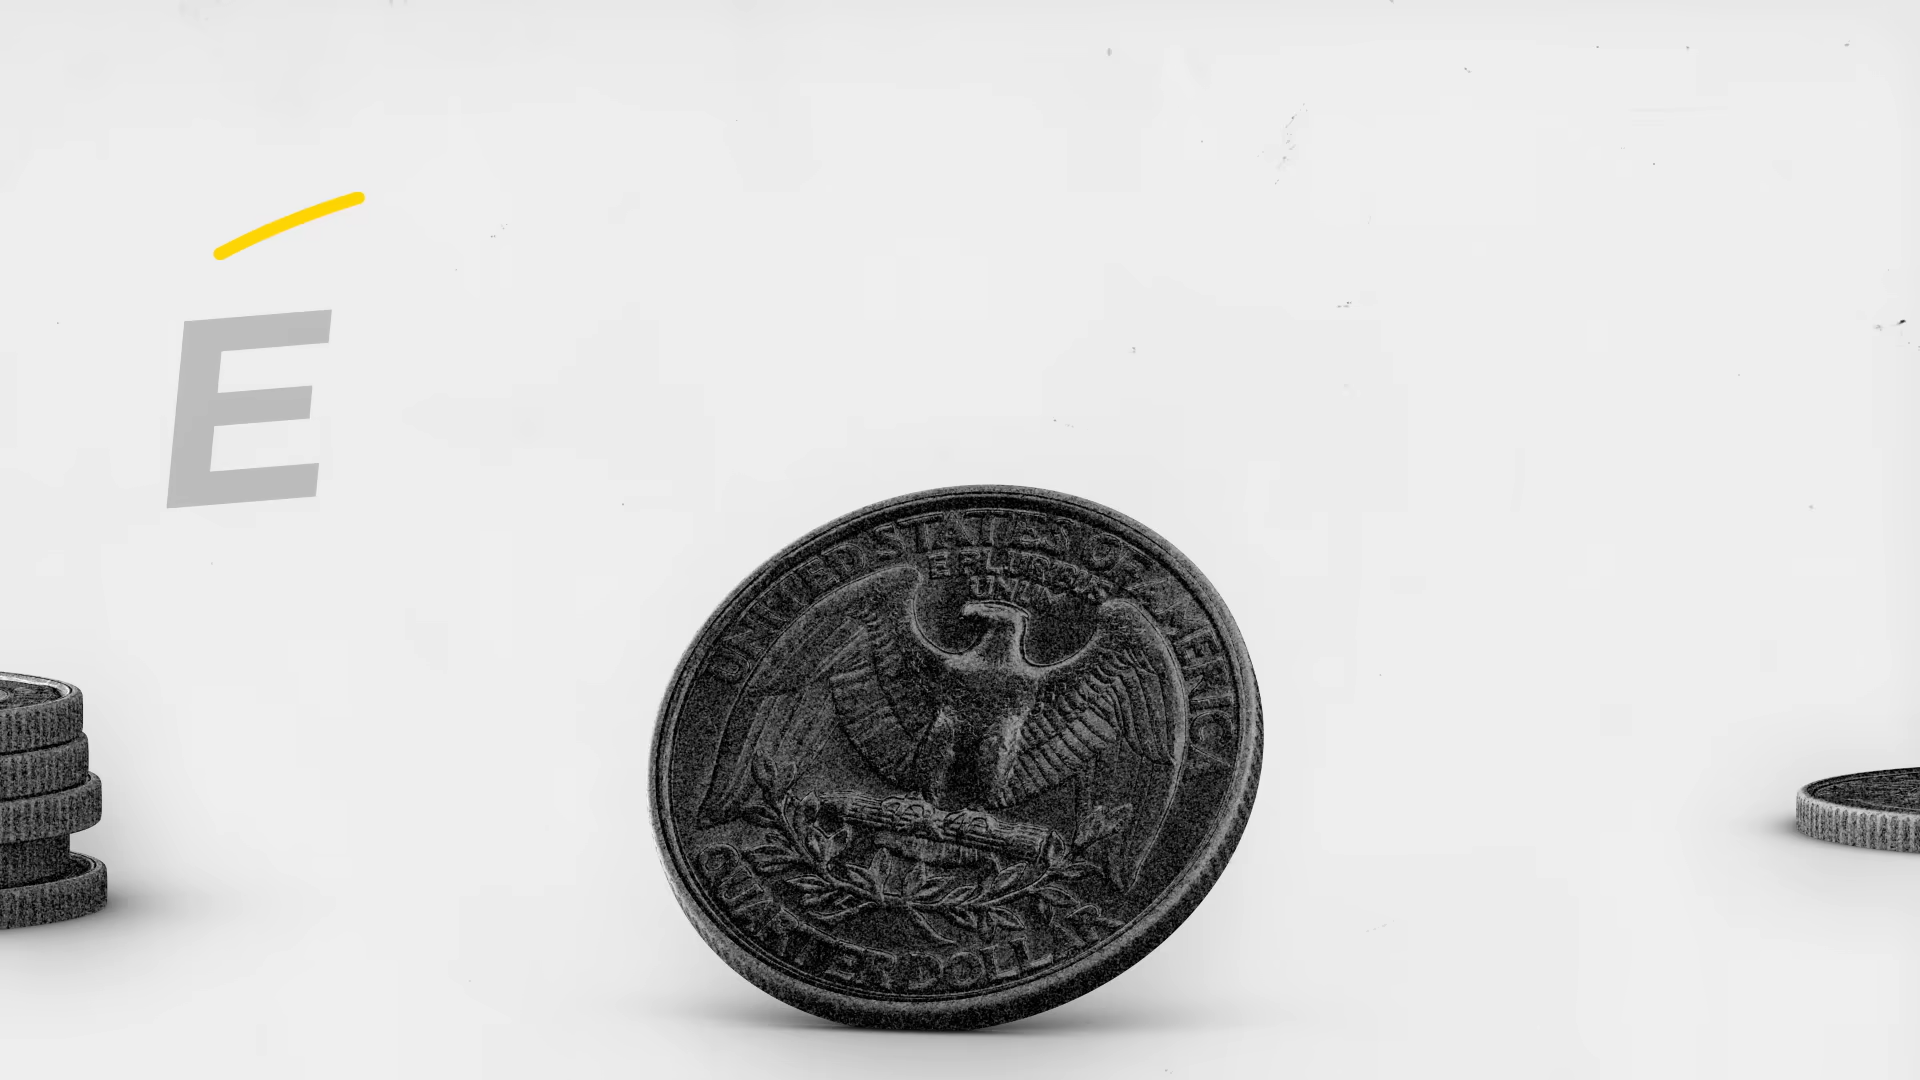 E
UNITED STATES OF AMERICA
E PLURIBUS
UNUM
QUARTER DOLLAR